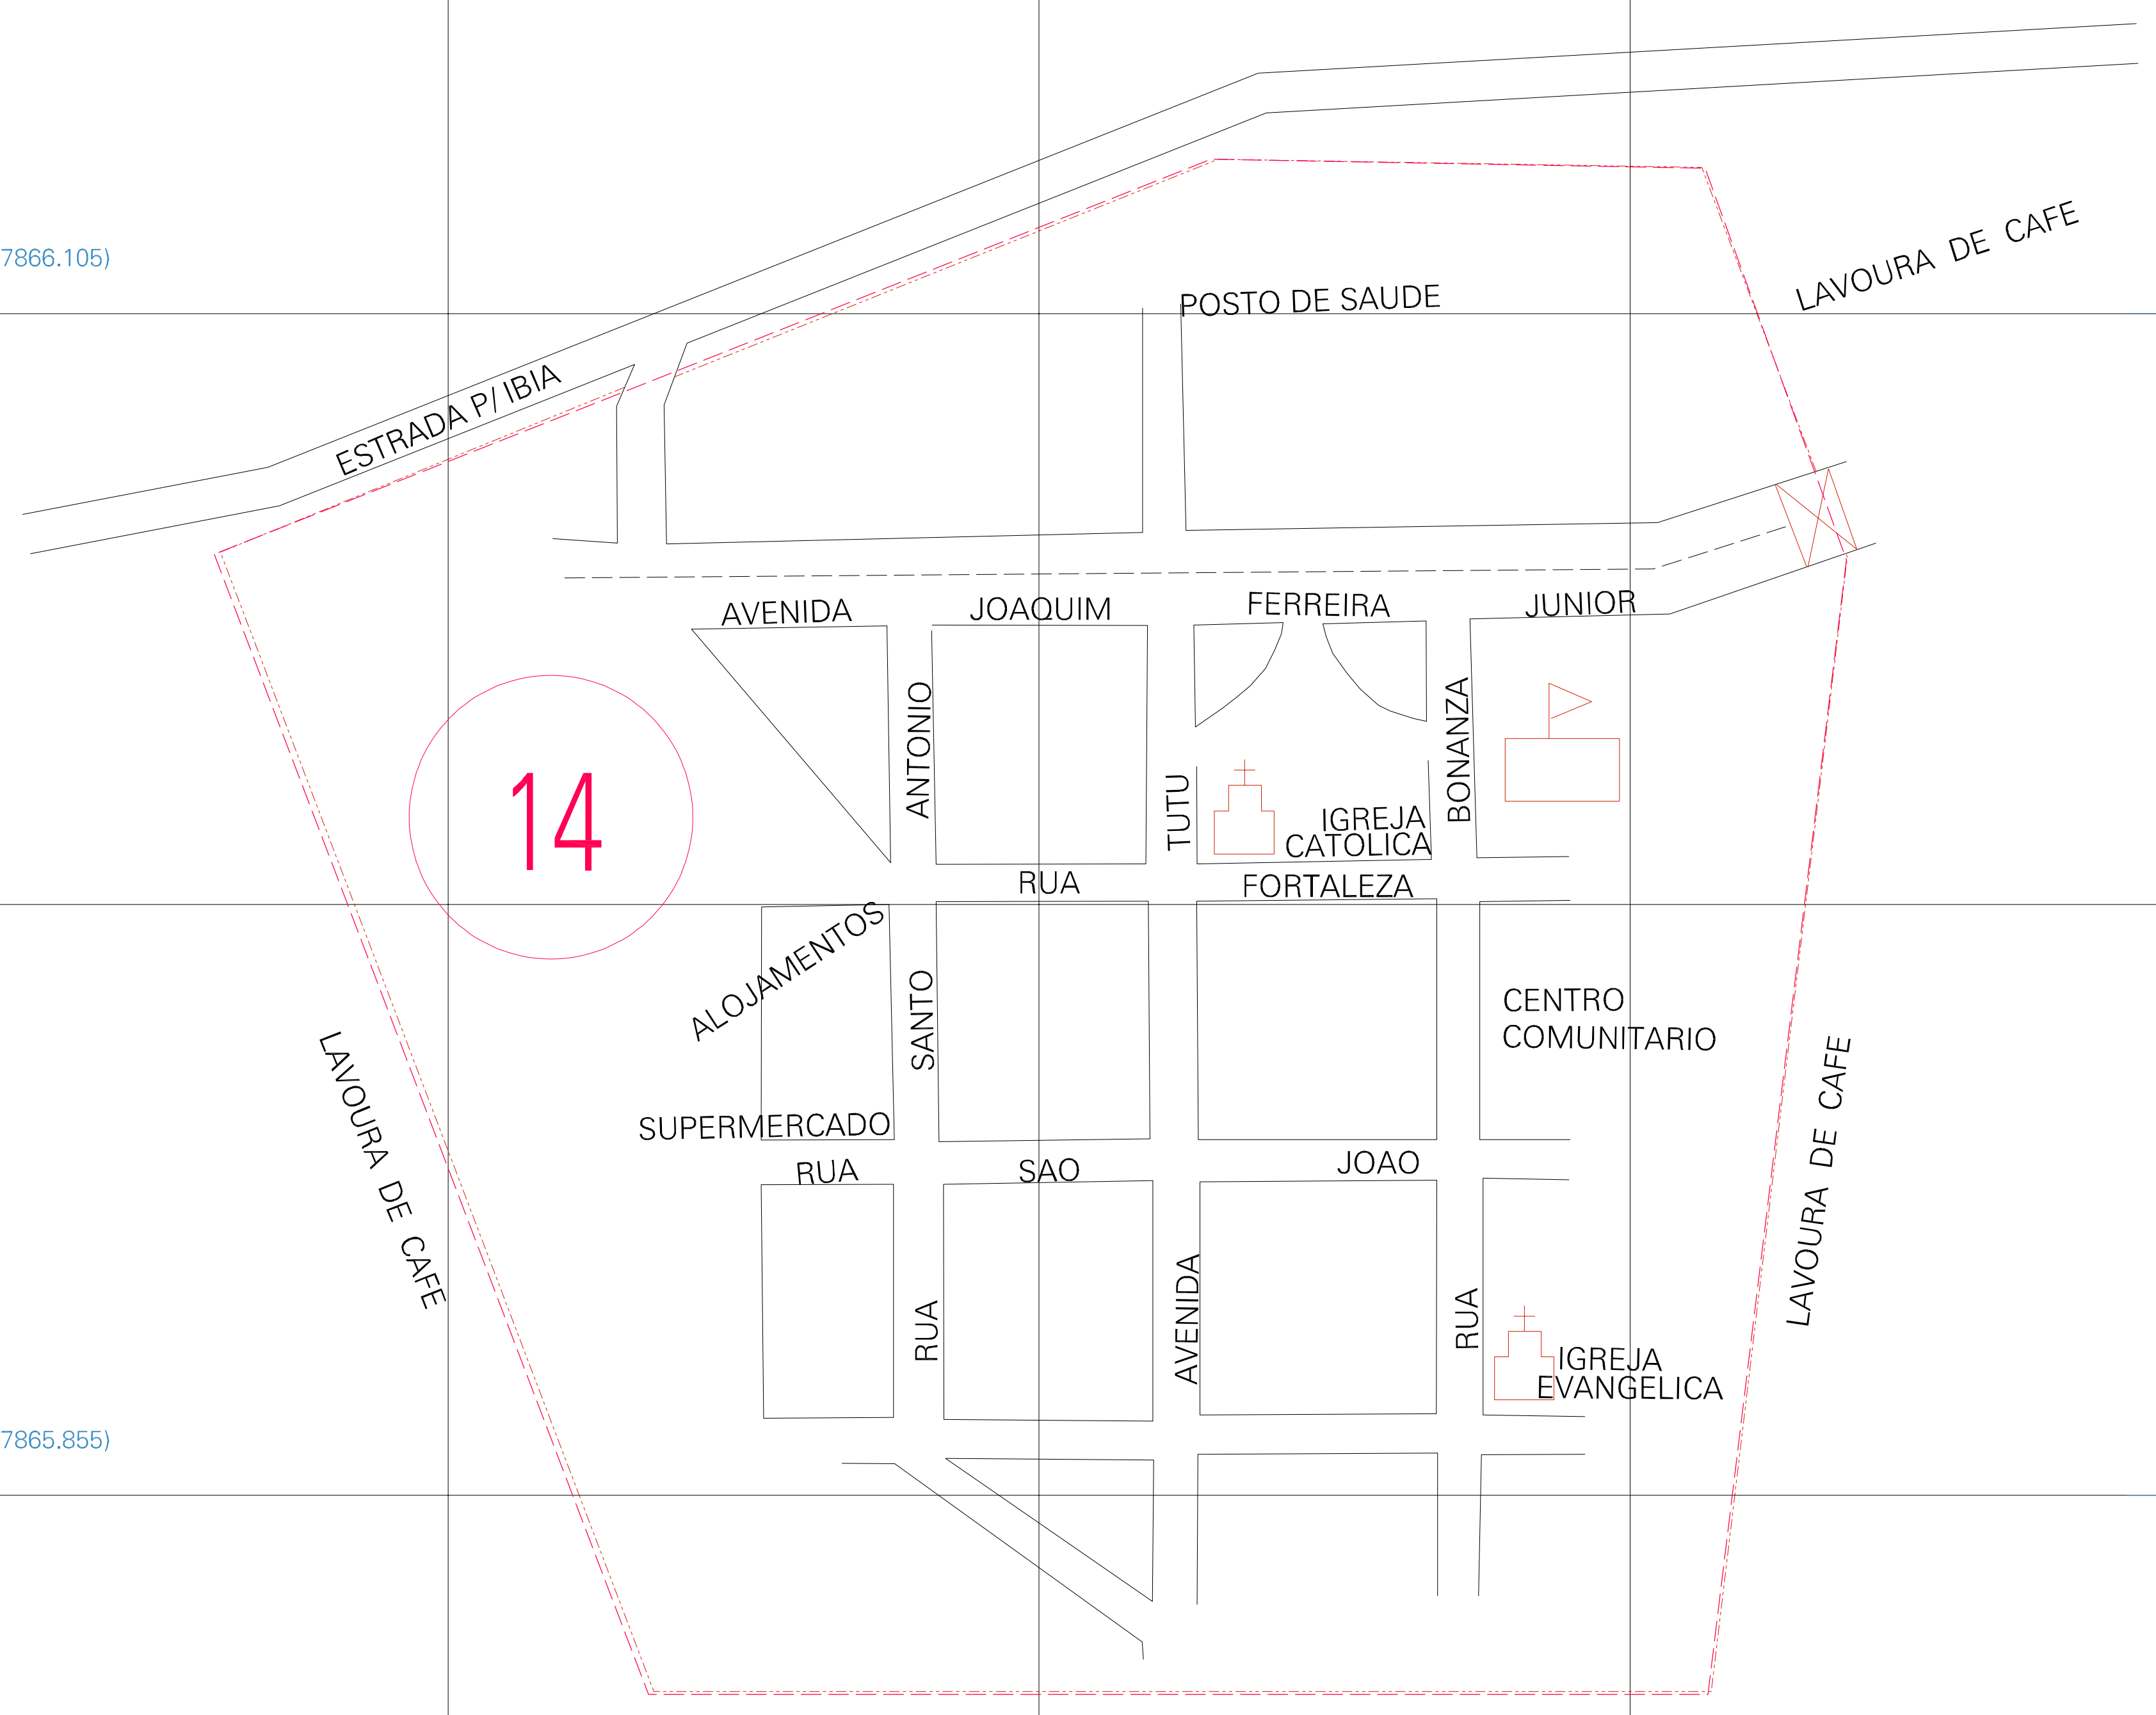 7866.105)
LAVOURA DE CAFE
POSTO DE SAUDE
ESTRADA P/ IBIA
AVENIDA JOAQUIM FERREIRA JUNIOR
14
ANTONIO
TUTU
BONANZA
IGREJA
CATOLICA
RUA FORTALEZA
ALOJAMENTOS
SANTO
CENTRO
COMUNITARIO
LAVOURA DE CAFE
LAVOURA DE CAFE
SUPERMERCADO
RUA SAO JOAO
RUA
AVENIDA
RUA
IGREJA
EVANGELICA
7865.855)